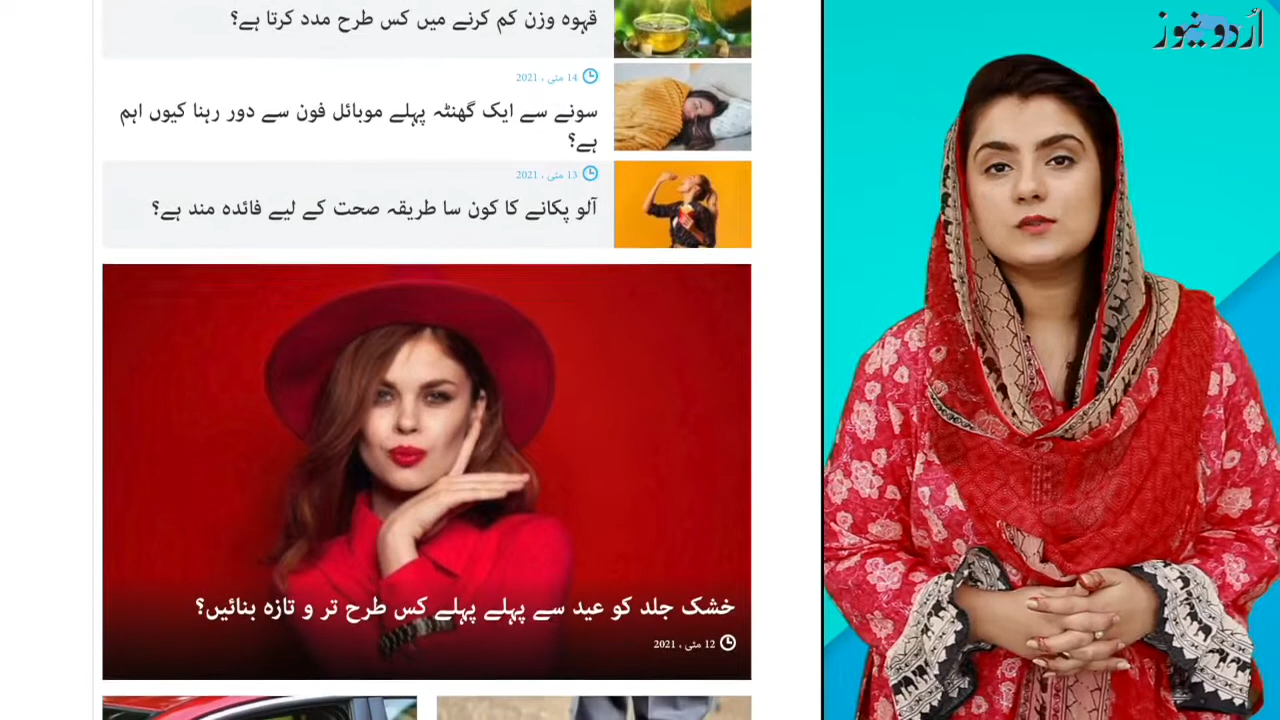 اُردو نیوز
قہوہ وزن کم کرنے میں کس طرح مدد کرتا ہے؟
14 مئی ، 2021
سونے سے ایک گھنٹہ پہلے موبائل فون سے دور رہنا کیوں اہم
ہے؟
13 مئی ، 2021
آلو پکانے کا کون سا طریقہ صحت کے لیے فائدہ مند ہے؟
خشک جلد کو عید سے پہلے پہلے کس طرح تر و تازہ بنائیں؟
12 مئی ، 2021